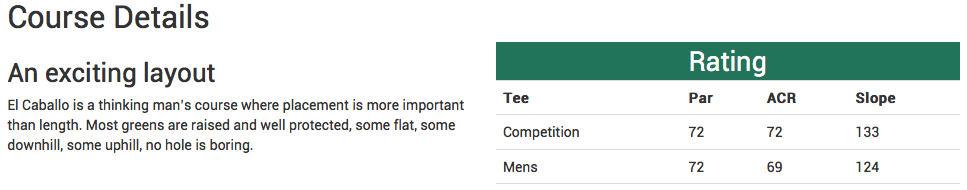 Course Details
An exciting layout
El Caballo is a thinking man's course where placement is more important
than length. Most greens are raised and well protected, some flat, some
downhill, some uphill, no hole is boring.
Rating
Tee Par ACR Slope
Competition 72 72 133
Mens 72 69 124